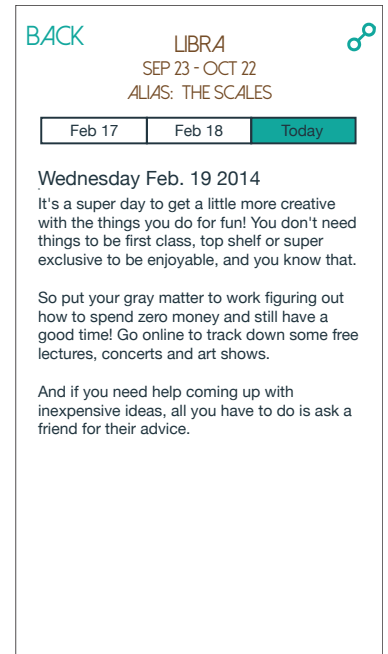 BACK
LIBRA
SEP 23 - OCT 22
ALIAS: THE SCALES
Feb 17 Feb 18 Today
Wednesday Feb. 19 2014
It's a super day to get a little more creative
with the things you do for fun! You don't need
things to be first class, top shelf or super
exclusive to be enjoyable, and you know that.
So put your gray matter to work figuring out
how to spend zero money and still have a
good time! Go online to track down some free
lectures, concerts and art shows.
And if you need help coming up with
inexpensive ideas, all you have to do is ask a
friend for their advice.